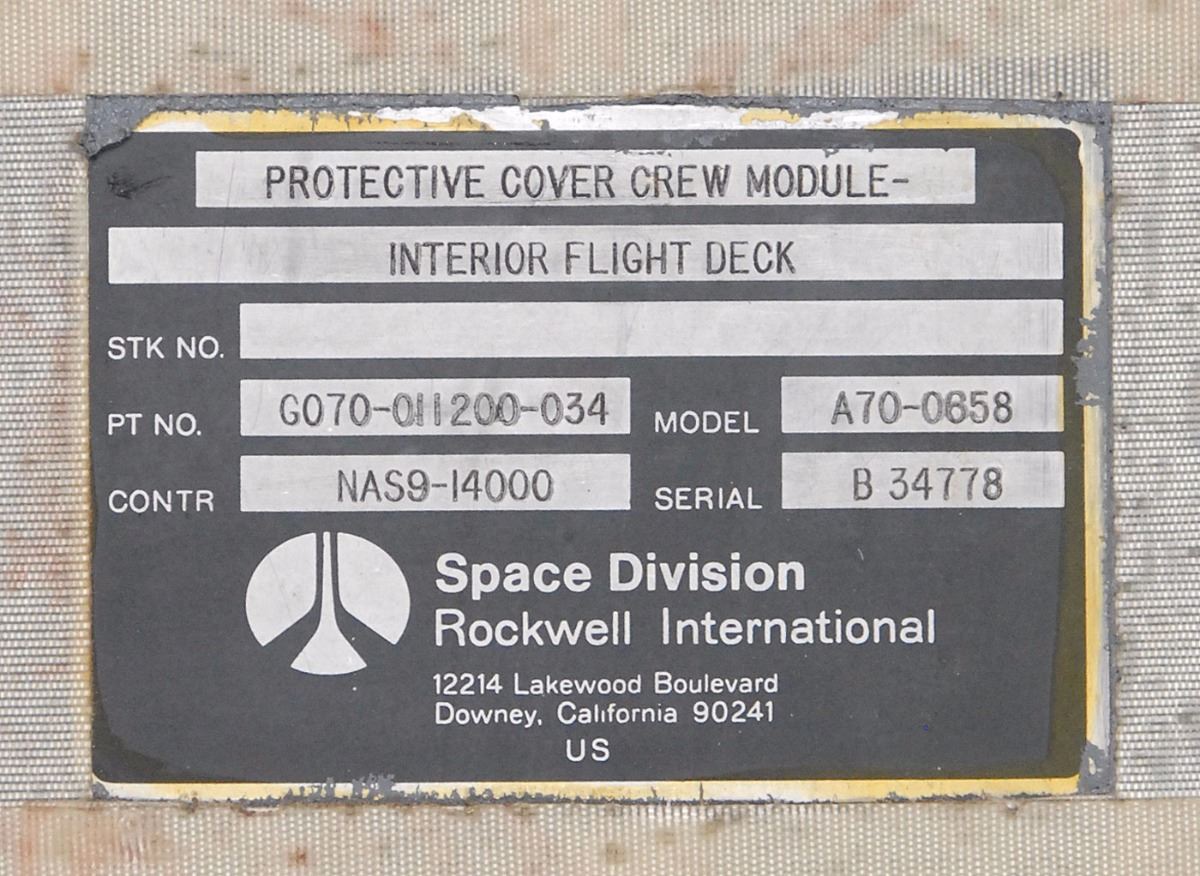 PROTECTIVE COVER CREW MODULE-
INTERIOR FLIGHT DECK
STK NO.
PT NO. G070-011200-034 MODEL A70-0658
CONTR NAS9-14000 SERIAL B 34778
Space Division
Rockwell International
12214 Lakewood Boulevard
Downey, California 90241
US